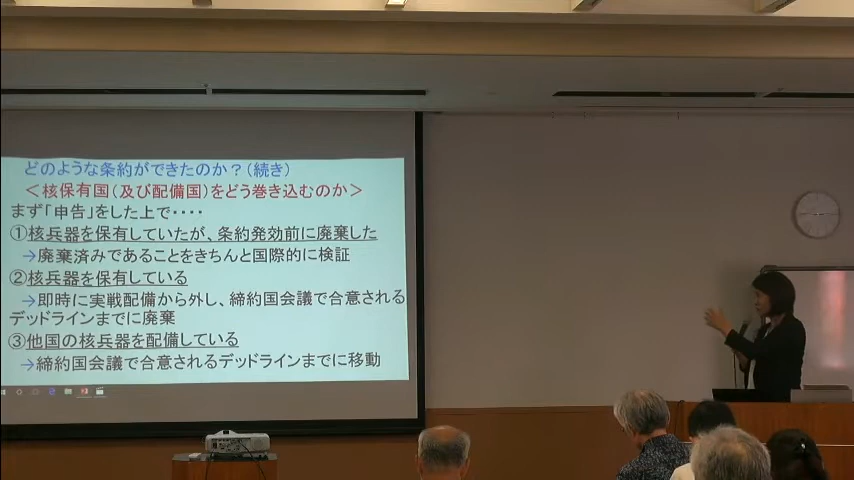 どのような条約ができたのか？（続き）
＜核保有国（及び配備国）をどう巻き込むのか＞
まず「申告」をした上で・・・・
①核兵器を保有していたが、条約発効前に廃棄した
→廃棄済みであることをきちんと国際的に検証
②核兵器を保有している
→即時に実戦配備から外し、締約国会議で合意される
デッドラインまでに廃棄
③他国の核兵器を配備している
→締約国会議で合意されるデッドラインまでに移動